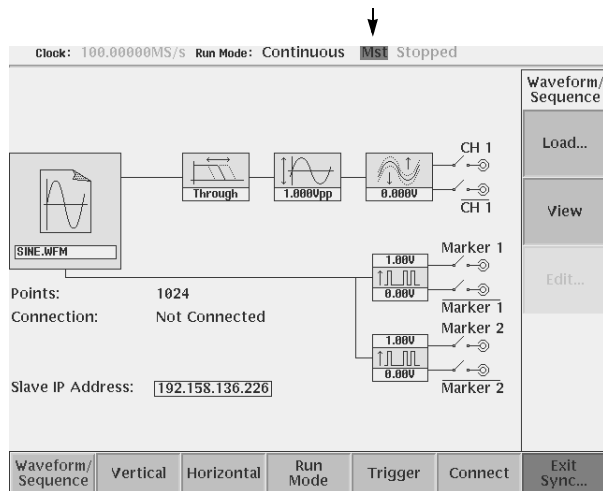 Clock: 100.00000MS/s Run Mode: Continuous Mst Stopped
Waveform/
Sequence
Load...
View
Edit...
CH 1
Through
1.000Vpp
0.000V
CH 1
SINE.WFM
Marker 1
1.00V
0.00V
Marker 1
Points: 1024
Connection: Not Connected
Marker 2
1.00V
0.00V
Marker 2
Slave IP Address: 192.158.136.226
Waveform/
Sequence
Vertical
Horizontal
Run
Mode
Trigger
Connect
Exit
Sync...